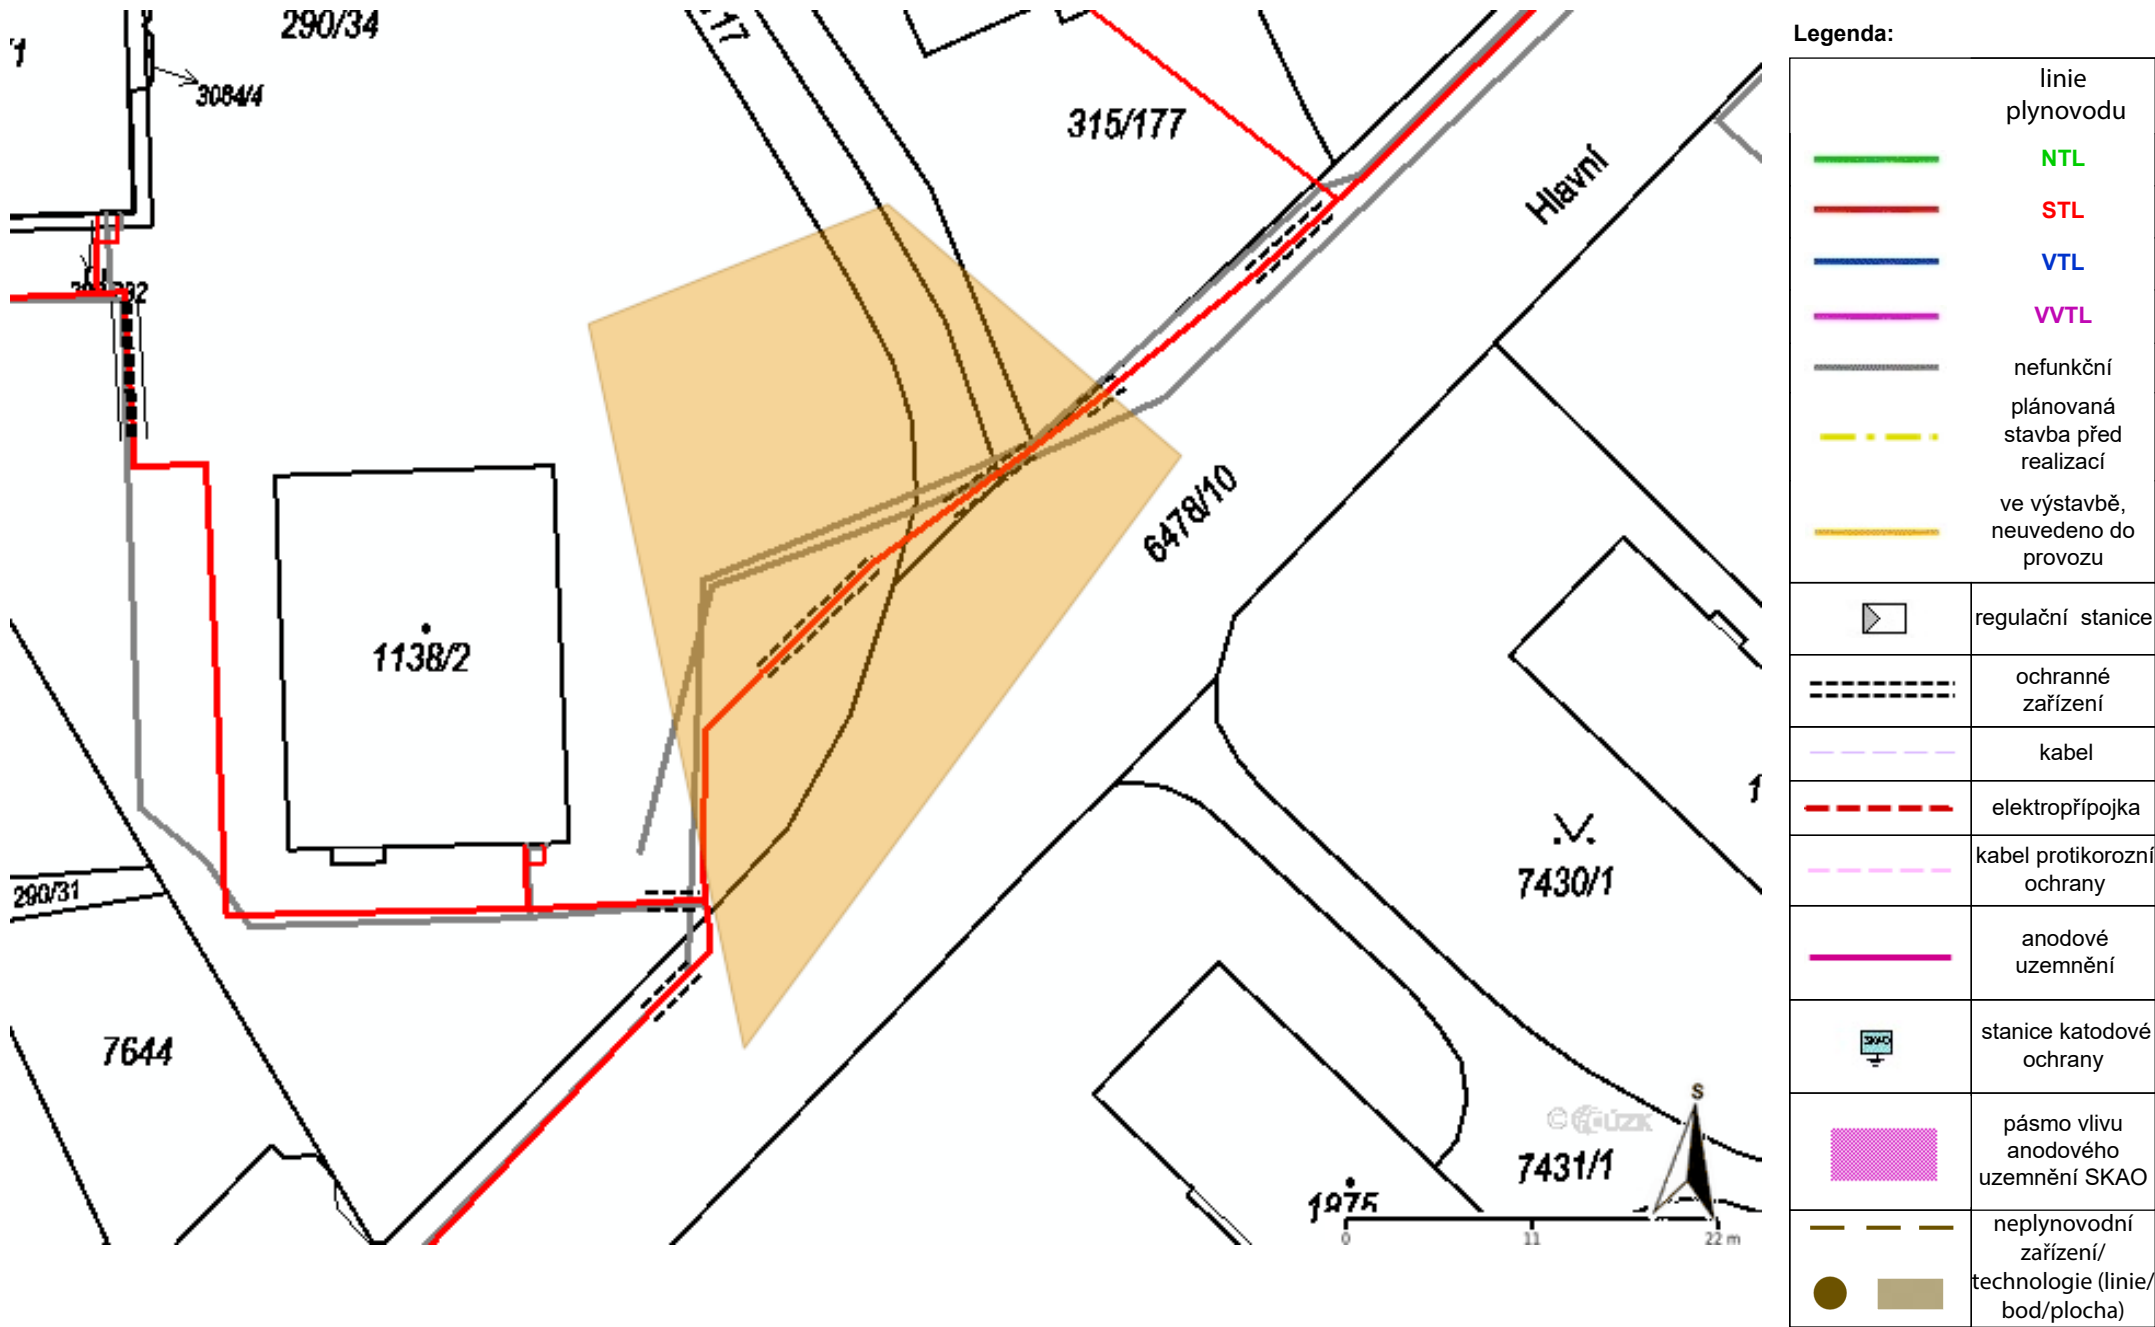 290/34
3084/4
315/177
Hlavní
6478/10
1138/2
290/31
7644
7430/1
7431/1
1975
S
0 11 22 m
Legenda:
linie
plynovodu
NTL
STL
VTL
VVTL
nefunkční
plánovaná
stavba před
realizací
ve výstavbě,
neuvedeno do
provozu
regulační stanice
ochranné
zařízení
kabel
elektropřípojka
kabel protikorozní
ochrany
anodové
uzemnění
SKAO
stanice katodové
ochrany
pásmo vlivu
anodového
uzemnění SKAO
neplynovodní
zařízení/
technologie (linie/
bod/plocha)